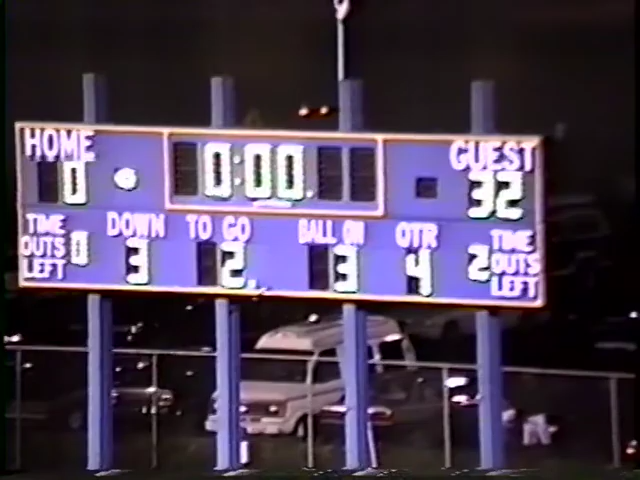 HOME 0:00 GUEST
0 32
TIME OUTS LEFT 0 DOWN 3 TO GO 2 BALL ON 3 QTR 4 2 TIME OUTS LEFT